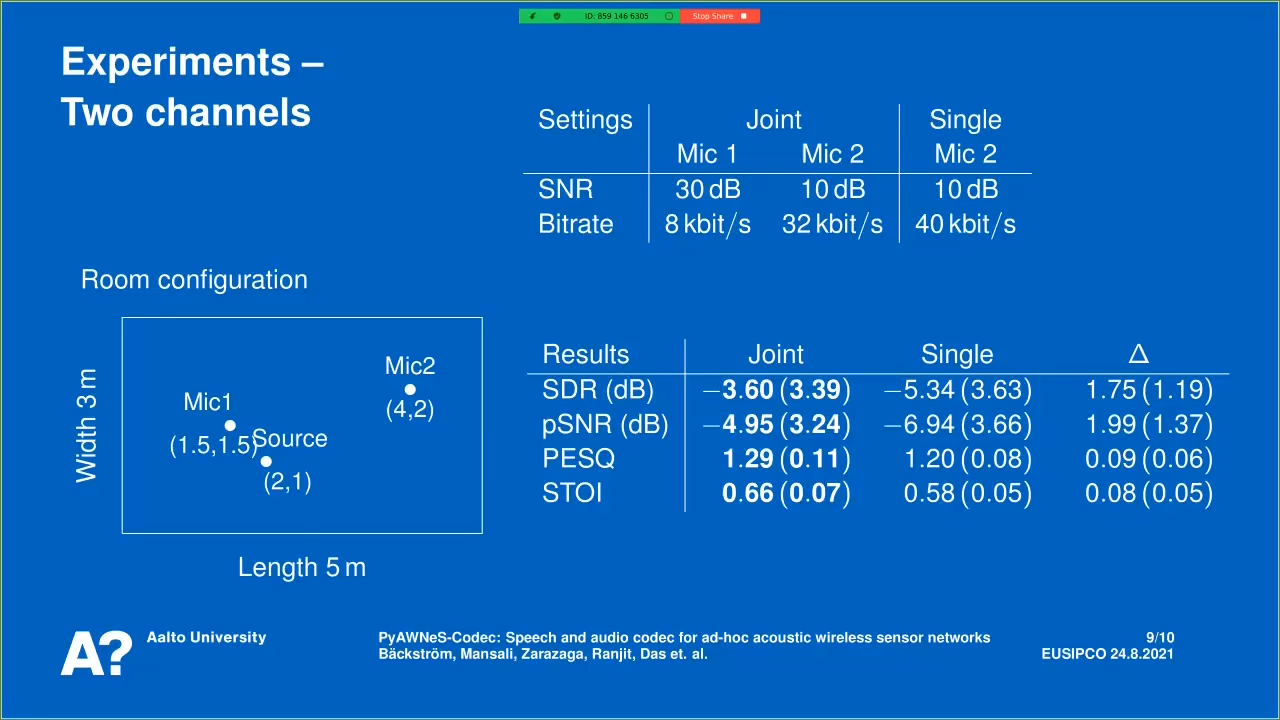 ID: 859 146 6305 Stop Share
Experiments –
Two channels
Settings Joint Single
Mic 1 Mic 2 Mic 2
SNR 30 dB 10 dB 10 dB
Bitrate 8 kbit/s 32 kbit/s 40 kbit/s
Room configuration
Width 3 m
Mic2
(4,2)
Mic1
(1.5,1.5)
Source
(2,1)
Length 5 m
Results Joint Single Δ
SDR (dB) −3.60 (3.39) −5.34 (3.63) 1.75 (1.19)
pSNR (dB) −4.95 (3.24) −6.94 (3.66) 1.99 (1.37)
PESQ 1.29 (0.11) 1.20 (0.08) 0.09 (0.06)
STOI 0.66 (0.07) 0.58 (0.05) 0.08 (0.05)
A? Aalto University
PyAWNeS-Codec: Speech and audio codec for ad-hoc acoustic wireless sensor networks
Bäckström, Mansali, Zarazaga, Ranjit, Das et. al.
9/10
EUSIPCO 24.8.2021